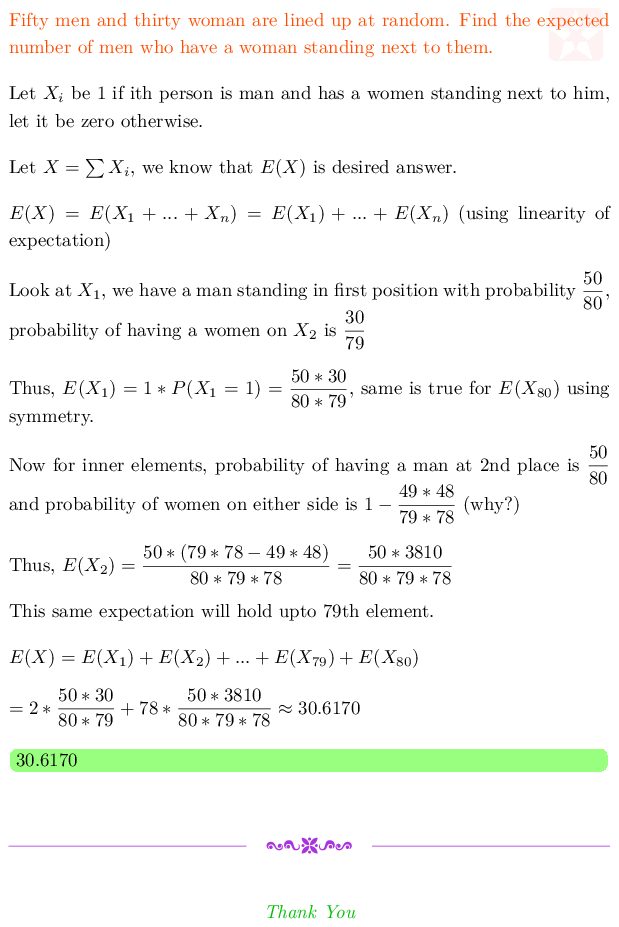 Fifty men and thirty woman are lined up at random. Find the expected
number of men who have a woman standing next to them.
Let $X_i$ be 1 if ith person is man and has a women standing next to him,
let it be zero otherwise.
Let $X = \sum X_i$, we know that $E(X)$ is desired answer.
$E(X) = E(X_1 + ... + X_n) = E(X_1) + ... + E(X_n)$ (using linearity of
expectation)
Look at $X_1$, we have a man standing in first position with probability $\frac{50}{80}$,
probability of having a women on $X_2$ is $\frac{30}{79}$
Thus, $E(X_1) = 1 * P(X_1 = 1) = \frac{50 * 30}{80 * 79}$, same is true for $E(X_{80})$ using
symmetry.
Now for inner elements, probability of having a man at 2nd place is $\frac{50}{80}$
and probability of women on either side is $1 - \frac{49 * 48}{79 * 78}$ (why?)
Thus, $E(X_2) = \frac{50 * (79 * 78 - 49 * 48)}{80 * 79 * 78} = \frac{50 * 3810}{80 * 79 * 78}$
This same expectation will hold upto 79th element.
$E(X) = E(X_1) + E(X_2) + ... + E(X_{79}) + E(X_{80})$
$= 2 * \frac{50 * 30}{80 * 79} + 78 * \frac{50 * 3810}{80 * 79 * 78} \approx 30.6170$
30.6170
Thank You